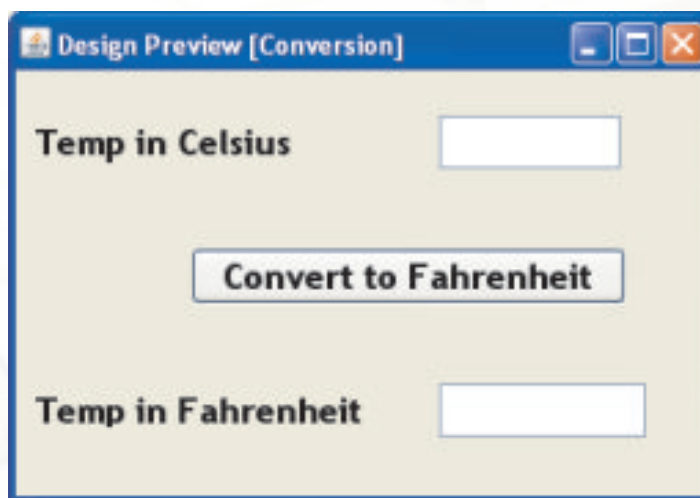 Design Preview [Conversion]
Temp in Celsius
Convert to Fahrenheit
Temp in Fahrenheit